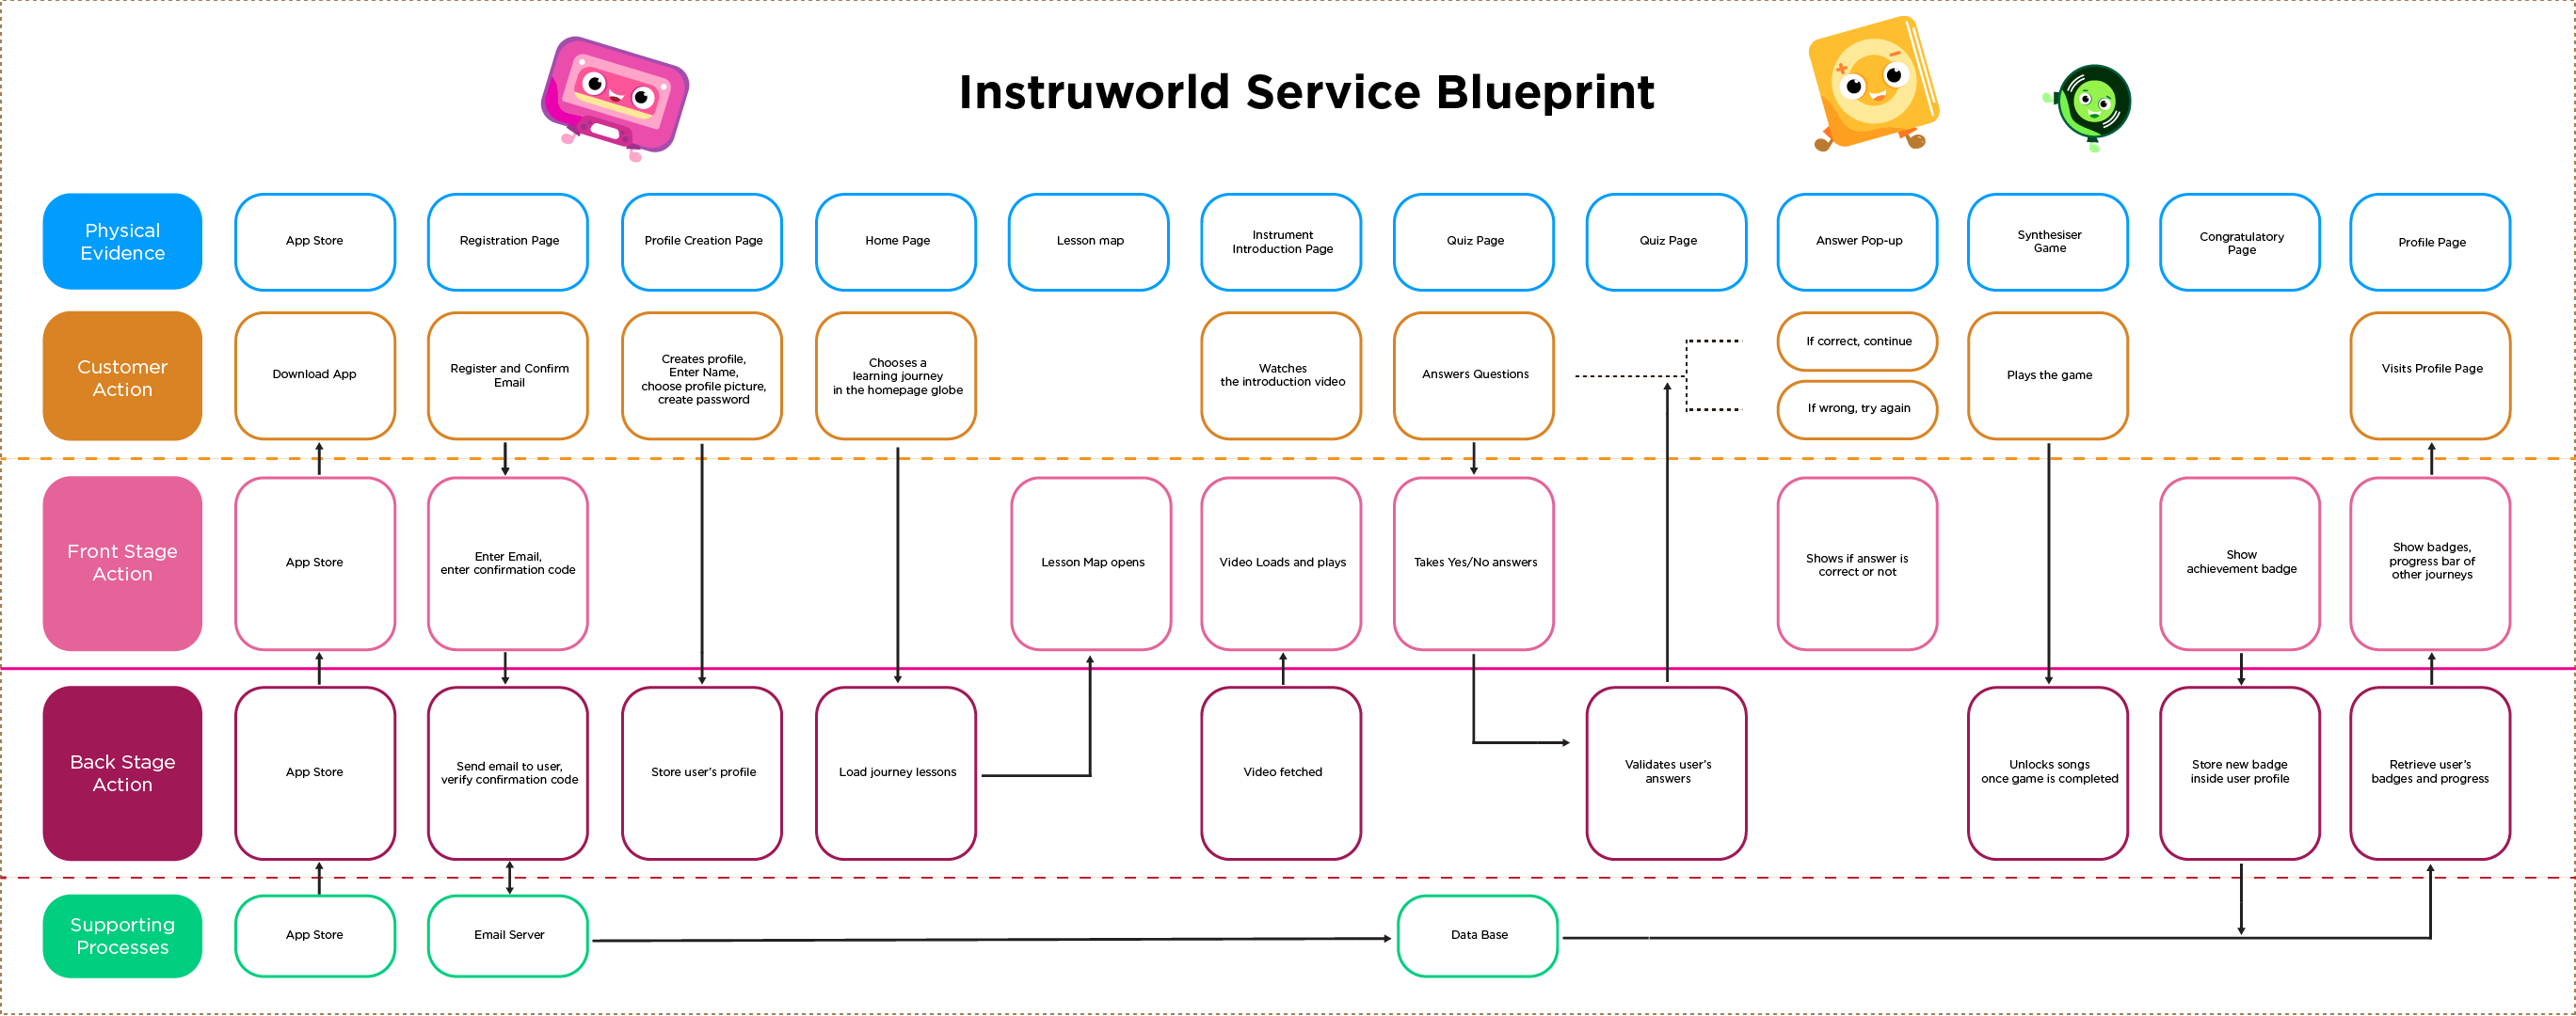 Instruworld Service Blueprint
Physical
Evidence
App Store
Registration Page
Profile Creation Page
Home Page
Lesson map
Instrument
Introduction Page
Quiz Page
Quiz Page
Answer Pop-up
Synthesiser
Game
Congratulatory
Page
Profile Page
Customer
Action
Download App
Register and Confirm
Email
Creates profile,
Enter Name,
choose profile picture,
create password
Chooses a
learning journey
in the homepage globe
Watches
the introduction video
Answers Questions
If correct, continue
If wrong, try again
Plays the game
Visits Profile Page
Front Stage
Action
App Store
Enter Email,
enter confirmation code
Lesson Map opens
Video Loads and plays
Takes Yes/No answers
Shows if answer is
correct or not
Show
achievement badge
Show badges,
progress bar of
other journeys
Back Stage
Action
App Store
Send email to user,
verify confirmation code
Store user's profile
Load journey lessons
Video fetched
Validates user's
answers
Unlocks songs
once game is completed
Store new badge
inside user profile
Retrieve user's
badges and progress
Supporting
Processes
App Store
Email Server
Data Base